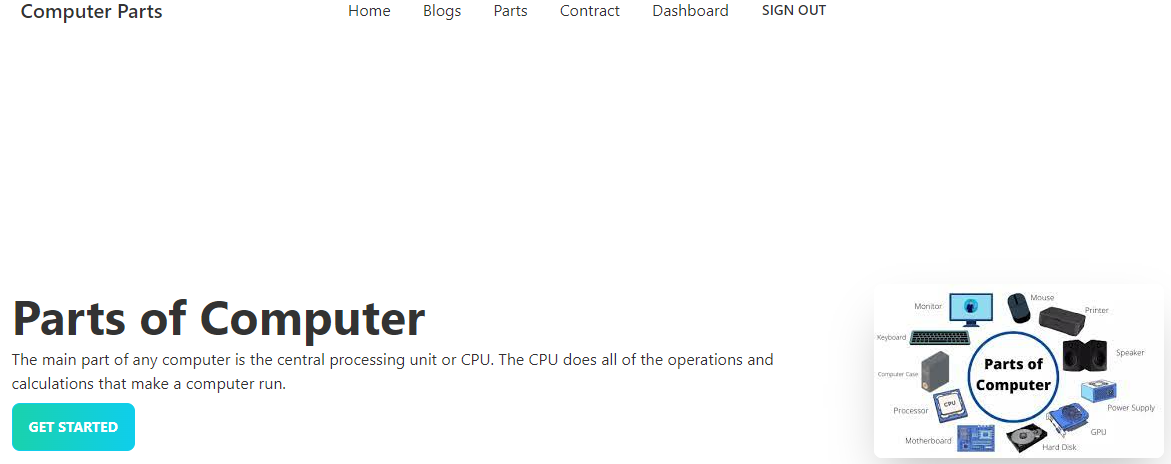 Computer Parts
Home Blogs Parts Contract Dashboard SIGN OUT
Parts of Computer
The main part of any computer is the central processing unit or CPU. The CPU does all of the operations and
calculations that make a computer run.
GET STARTED
Monitor
Mouse
Printer
Keyboard
Speaker
Computer Case
Parts of
Computer
Processor
CPU
Power Supply
GPU
Motherboard
Hard Disk